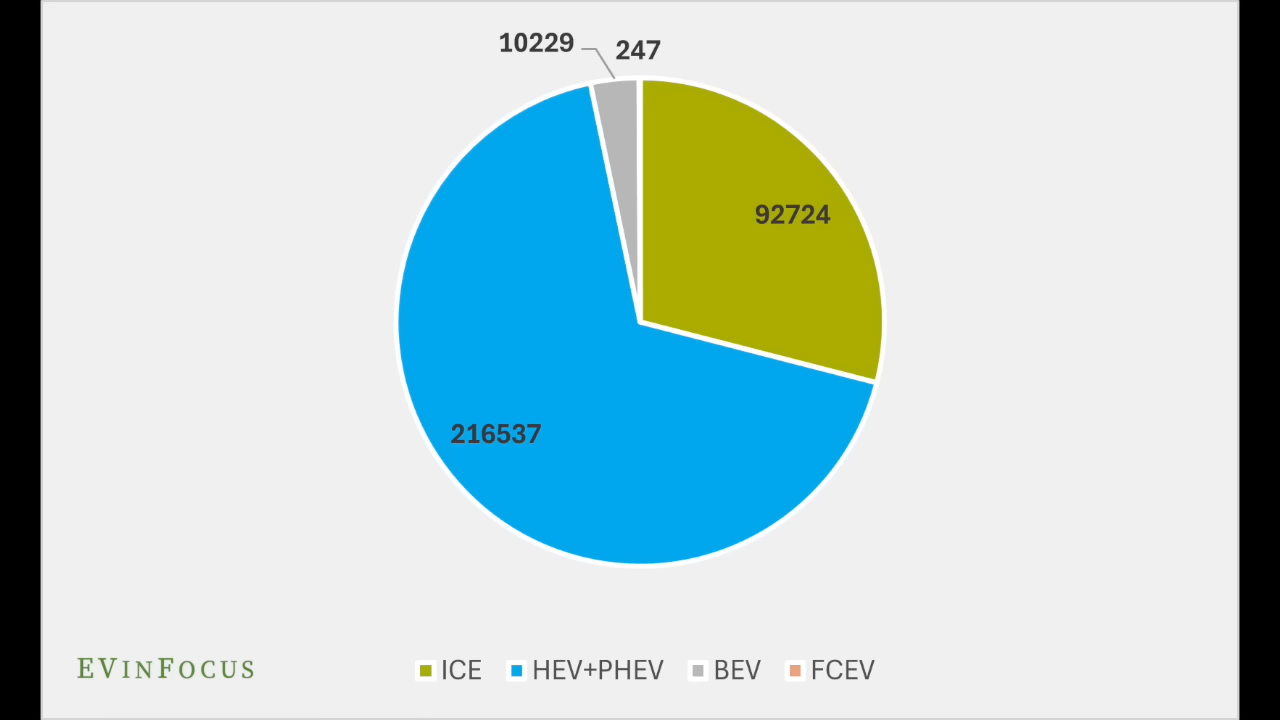 10229
247
92724
216537
EVINFOCUS
ICE
HEV+PHEV
BEV
FCEV